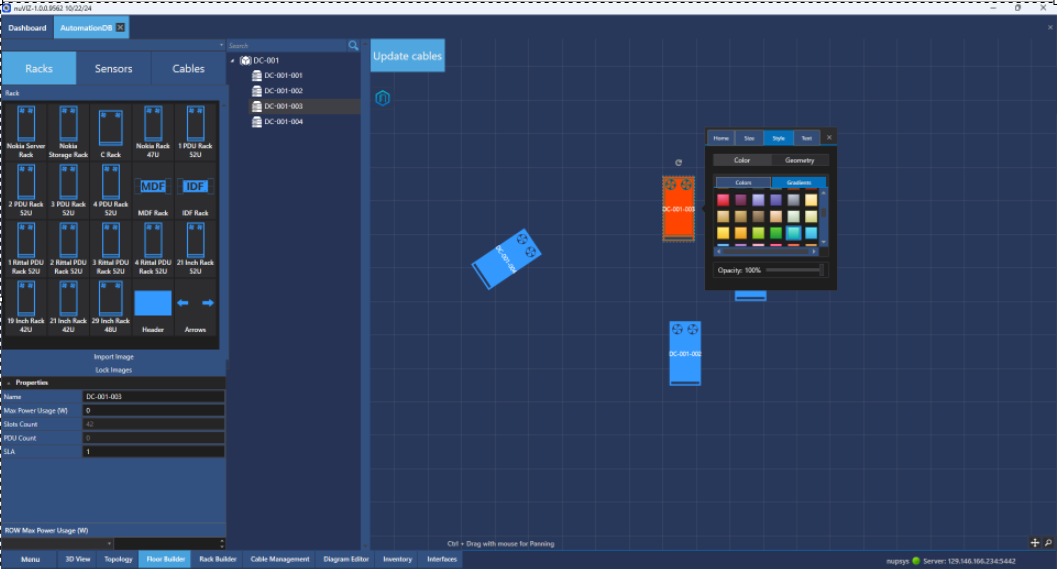 nuVIZ-1.0.0.9562 10/22/24
Dashboard AutomationDB
Racks Sensors Cables
Rack
Nokia Server Rack
Nokia Storage Rack
C Rack
Nokia Rack 47U
1 PDU Rack 52U
2 PDU Rack 52U
3 PDU Rack 52U
4 PDU Rack 52U
MDF
MDF Rack
IDF
IDF Rack
1 Rittal PDU Rack 52U
2 Rittal PDU Rack 52U
3 Rittal PDU Rack 52U
4 Rittal PDU Rack 52U
21 Inch Rack 52U
19 Inch Rack 42U
21 Inch Rack 42U
29 Inch Rack 48U
Header
Arrows
Import Image
Lock Images
Properties
Name DC-001-003
Max Power Usage (W) 0
Slots Count 42
PDU Count 0
SLA 1
ROW Max Power Usage (W)
Search
DC-001
DC-001-001
DC-001-002
DC-001-003
DC-001-004
Update cables
DC-001-004
DC-001-003
DC-001-002
Home Size Style Text
Color Geometry
Colors Gradients
Opacity: 100%
Ctrl + Drag with mouse for Panning
Menu 3D View Topology Floor Builder Rack Builder Cable Management Diagram Editor Inventory Interfaces
nupsys Server: 129.146.166.234:5442